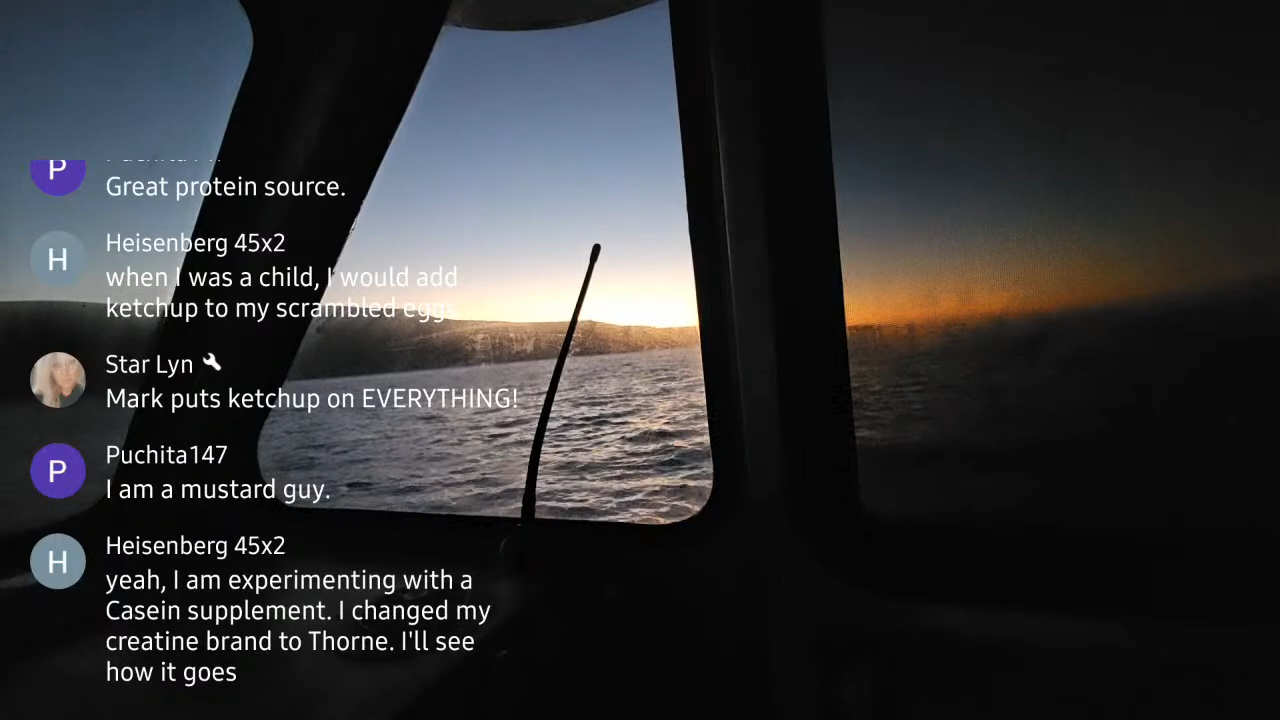 P
Great protein source.
Heisenberg 45x2
H
when I was a child, I would add
ketchup to my scrambled eggs
Star Lyn
Mark puts ketchup on EVERYTHING!
Puchita147
P
I am a mustard guy.
Heisenberg 45x2
H
yeah, I am experimenting with a
Casein supplement. I changed my
creatine brand to Thorne. I'll see
how it goes